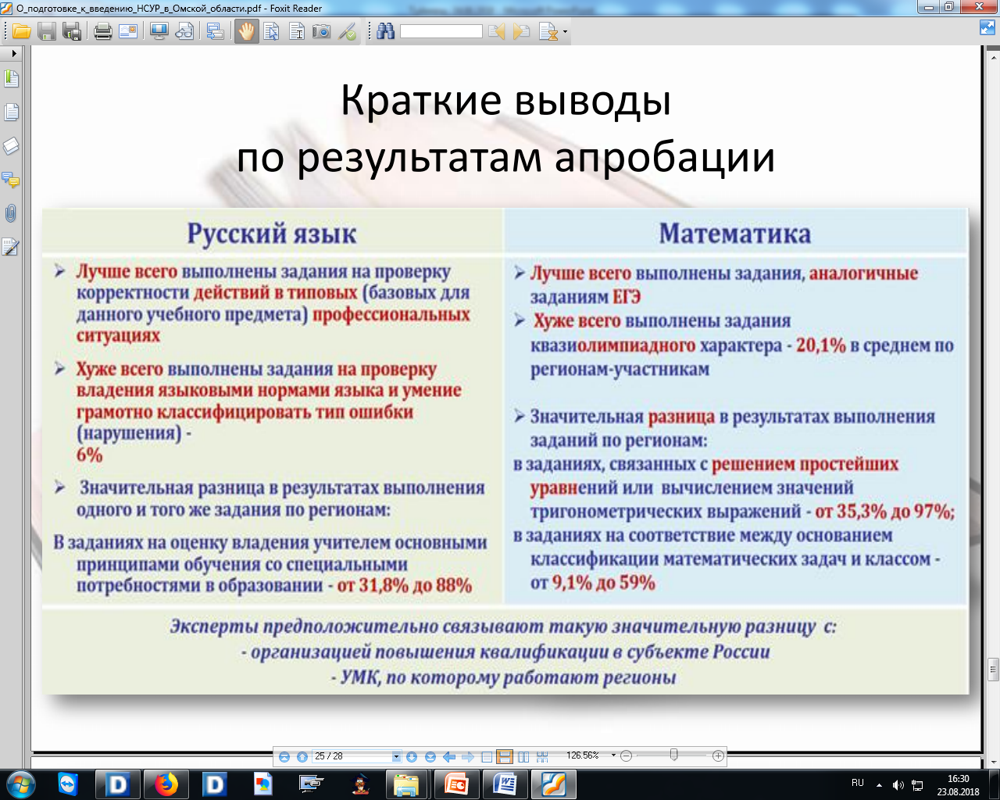 О_подготовке_к_введению_НСУР_в_Омской_области.pdf - Foxit Reader
Краткие выводы
по результатам апробации
Русский язык
Лучше всего выполнены задания на проверку
корректности действий в типовых (базовых для
данного учебного предмета) профессиональных
ситуациях
Хуже всего выполнены задания на проверку
владения языковыми нормами языка и умение
грамотно классифицировать тип ошибки
(нарушения) -
6%
Значительная разница в результатах выполнения
одного и того же задания по регионам:
В заданиях на оценку владения учителем основными
принципами обучения со специальными
потребностями в образовании - от 31,8% до 88%
Математика
Лучше всего выполнены задания, аналогичные
заданиям ЕГЭ
Хуже всего выполнены задания
квазиолимпиадного характера - 20,1% в среднем по
регионам-участникам
Значительная разница в результатах выполнения
заданий по регионам:
в заданиях, связанных с решением простейших
уравнений или вычислением значений
тригонометрических выражений - от 35,3% до 97%;
в заданиях на соответствие между основанием
классификации математических задач и классом -
от 9,1% до 59%
Эксперты предположительно связывают такую значительную разницу с:
- организацией повышения квалификации в субъекте России
- УМК, по которому работают регионы
25 / 28
126.56%
RU
16:30
23.08.2018